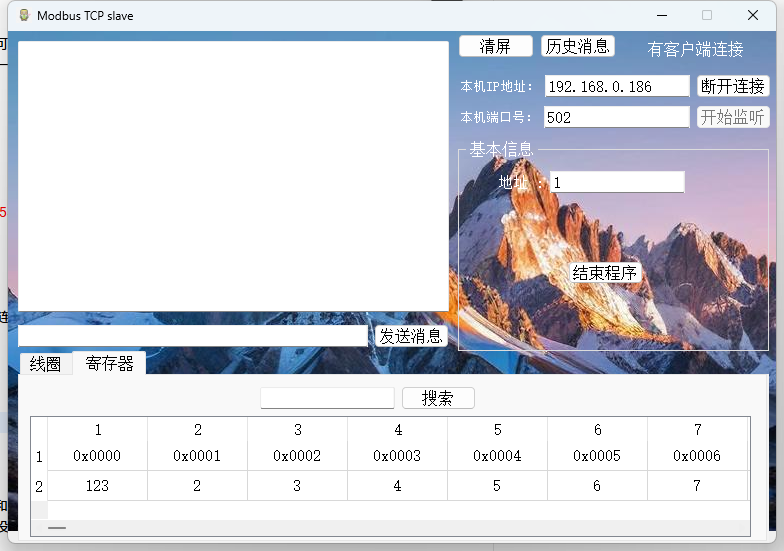 Modbus TCP slave
清屏 历史消息 有客户端连接
本机IP地址： 192.168.0.186 断开连接
本机端口号： 502 开始监听
基本信息
地址 ： 1
结束程序
发送消息
线圈 寄存器
搜索
1 2 3 4 5 6 7
1 0x0000 0x0001 0x0002 0x0003 0x0004 0x0005 0x0006
2 123 2 3 4 5 6 7